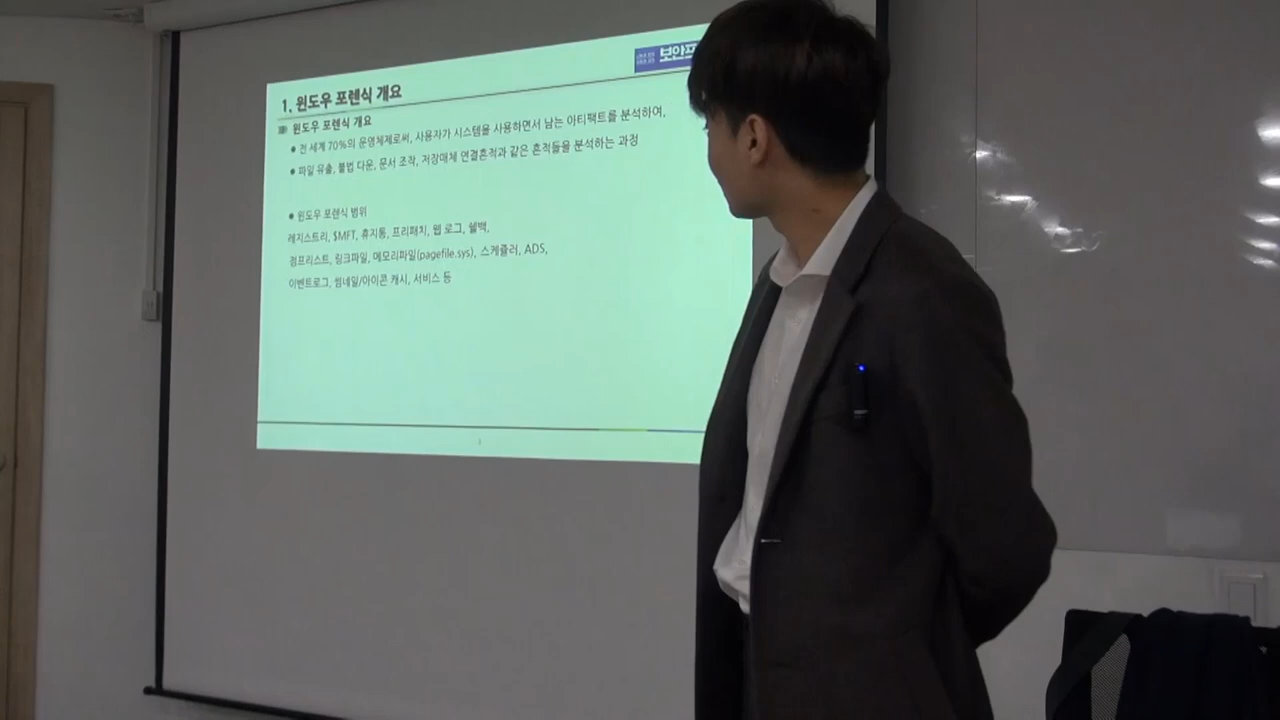 보안프
1. 윈도우 포렌식 개요
윈도우 포렌식 개요
● 전 세계 70%의 운영체제로써, 사용자가 시스템을 사용하면서 남는 아티팩트를 분석하여,
● 파일 유출, 불법 다운, 문서 조작, 저장매체 연결흔적과 같은 흔적들을 분석하는 과정
● 윈도우 포렌식 범위
레지스트리, $MFT, 휴지통, 프리패치, 웹 로그, 쉘백,
점프리스트, 링크파일, 메모리파일(pagefile.sys), 스케쥴러, ADS,
이벤트로그, 썸네일/아이콘 캐시, 서비스 등